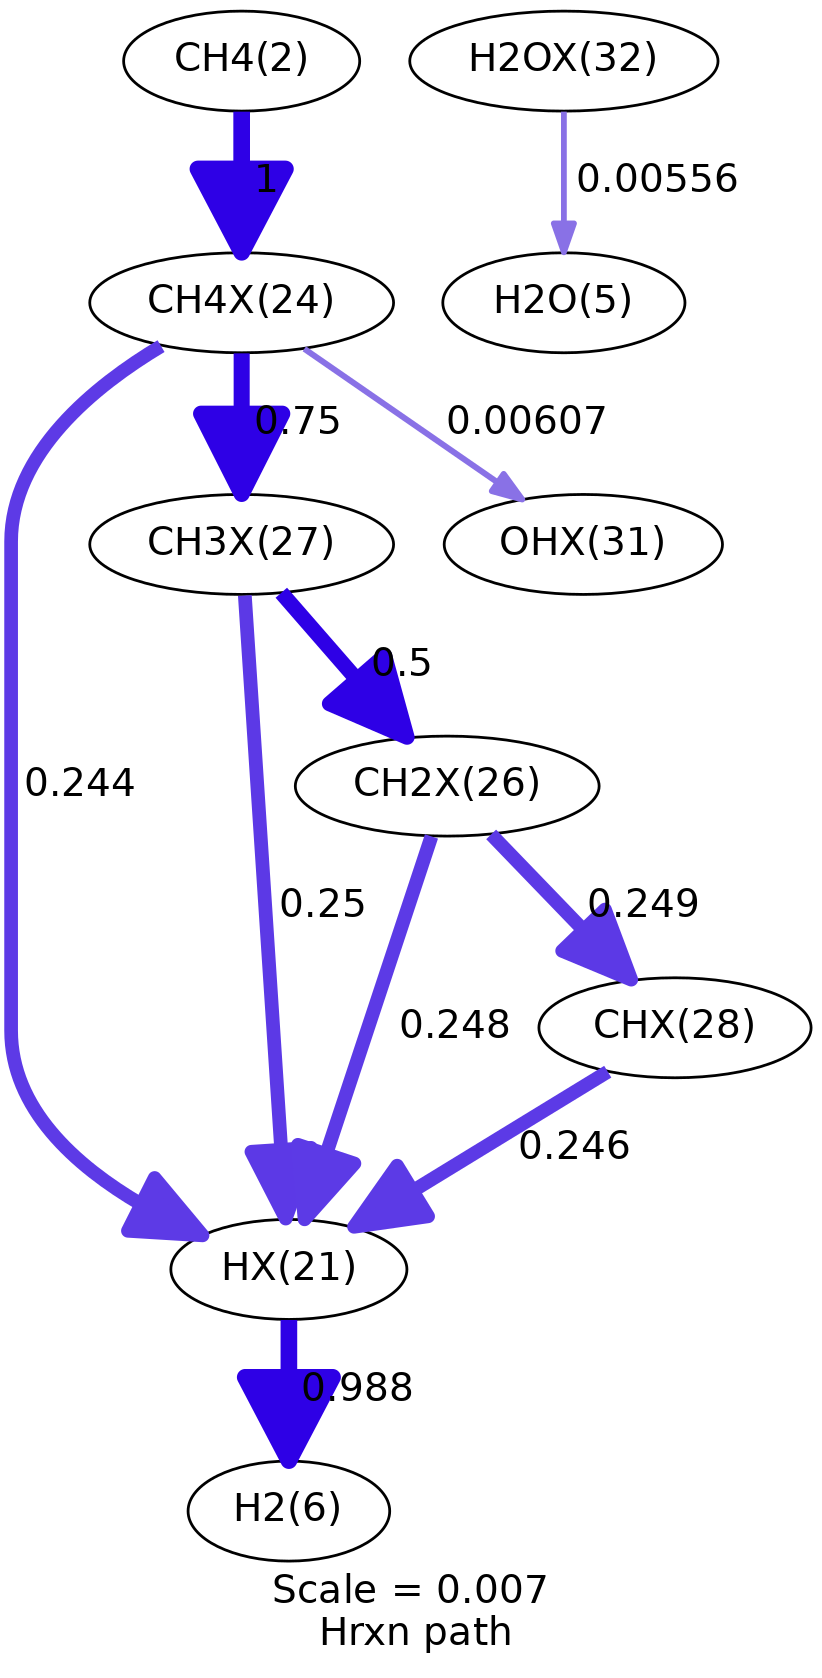 CH4(2)
H2OX(32)
1
0.00556
CH4X(24)
H2O(5)
0.75
0.00607
CH3X(27)
OHX(31)
0.5
0.244
CH2X(26)
0.25
0.249
0.248
CHX(28)
0.246
HX(21)
0.988
H2(6)
Scale = 0.007
Hrxn path